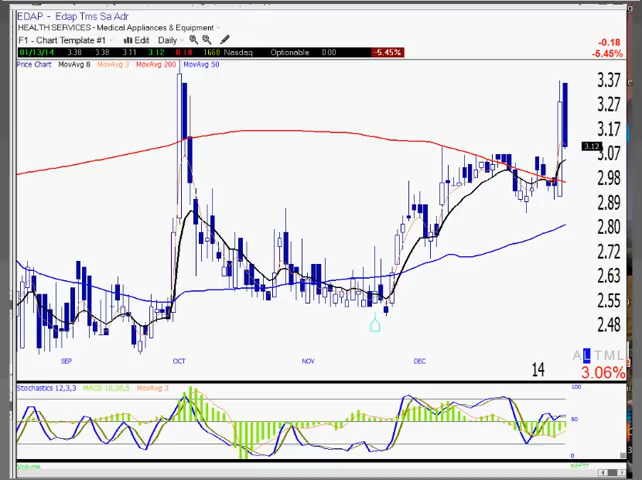 EDAP - Edap Tms Sa Adr
HEALTH SERVICES - Medical Appliances & Equipment
F1 - Chart Template #1 Edit Daily
01/13/14 3.38 3.38 3.11 3.12 -0.18 1668 Nasdaq Optionable 0.00 -5.45%
-0.18
-5.45%
Price Chart MovAvg 8 MovAvg 3 MovAvg 200 MovAvg 50
3.37
3.27
3.17
3.12
3.07
2.98
2.89
2.80
2.72
2.63
2.55
2.48
SEP OCT NOV DEC 14
ALTML
3.06%
Stochastics 12,3,3 MACD 10,30,5 MovAvg 3
100
50
0
Volume